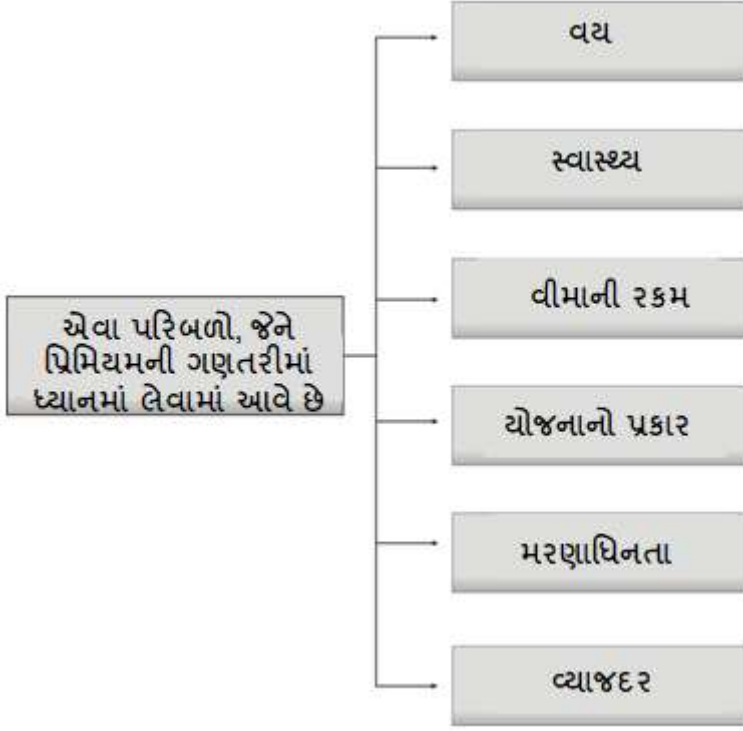 એવા પરિબળો, જેને
પ્રિમિયમની ગણતરીમાં
ધ્યાનમાં લેવામાં આવે છે
વય
સ્વાસ્થ્ય
વીમાની રકમ
યોજનાનો પ્રકાર
મરણાધિનતા
વ્યાજદર